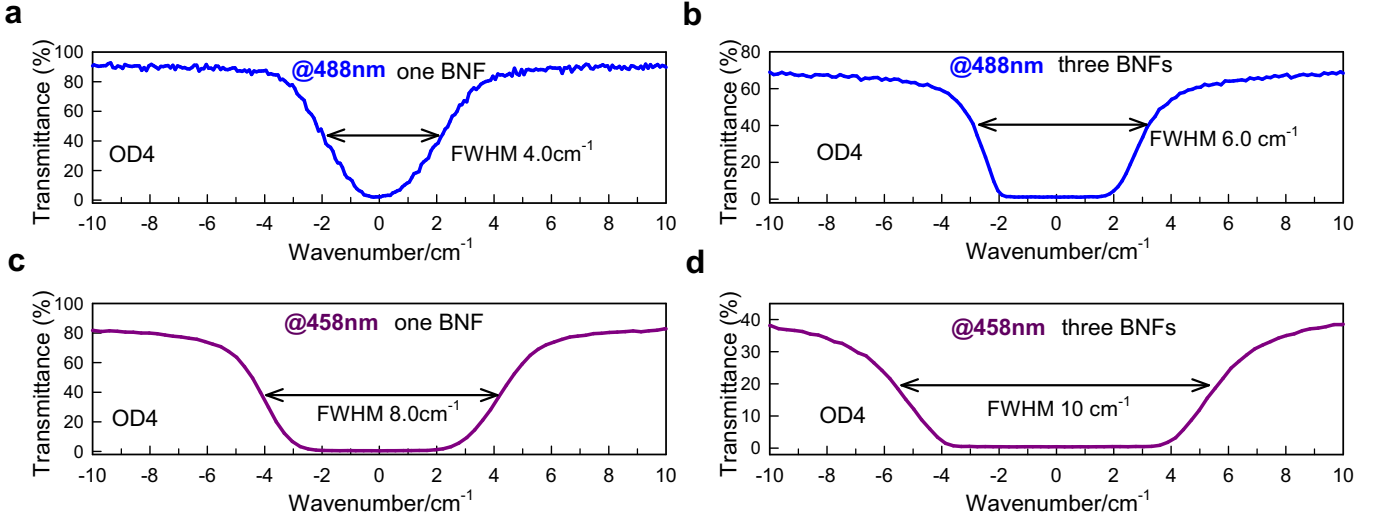 a
Transmittance (%)
100
80
60
40
20
0
@488nm one BNF
OD4
FWHM 4.0cm-1
-10 -8 -6 -4 -2 0 2 4 6 8 10
Wavenumber/cm-1
b
Transmittance (%)
80
60
40
20
0
@488nm three BNFs
OD4
FWHM 6.0 cm-1
-10 -8 -6 -4 -2 0 2 4 6 8 10
Wavenumber/cm-1
c
Transmittance (%)
100
80
60
40
20
0
@458nm one BNF
OD4
FWHM 8.0cm-1
-10 -8 -6 -4 -2 0 2 4 6 8 10
Wavenumber/cm-1
d
Transmittance (%)
40
30
20
10
0
@458nm three BNFs
OD4
FWHM 10 cm-1
-10 -8 -6 -4 -2 0 2 4 6 8 10
Wavenumber/cm-1